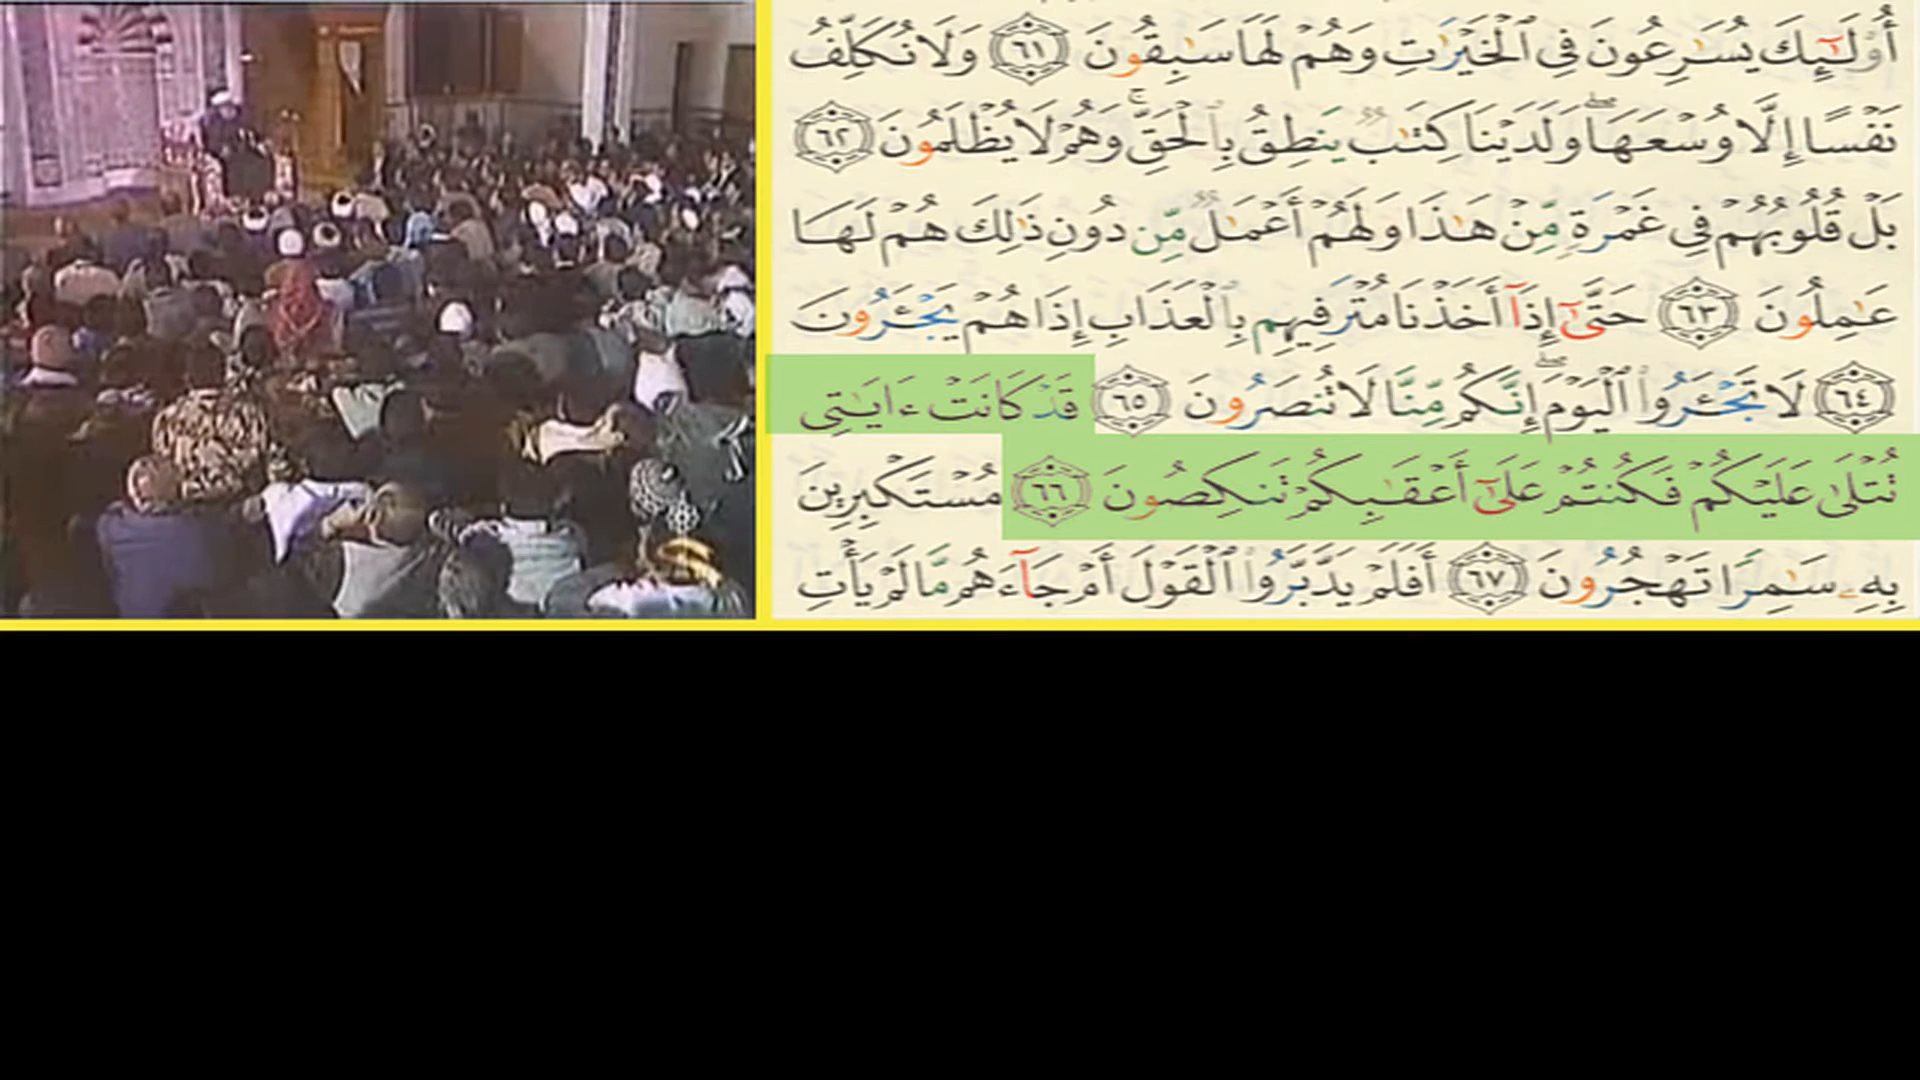 أُو۟لَـٰٓئِكَ يُسَـٰرِعُونَ فِى ٱلْخَيْرَٰتِ وَهُمْ لَهَا سَـٰبِقُونَ ٦١ وَلَا نُكَلِّفُ
نَفْسًا إِلَّا وُسْعَهَا ۖ وَلَدَيْنَا كِتَـٰبٌ يَنطِقُ بِٱلْحَقِّ ۚ وَهُمْ لَا يُظْلَمُونَ ٦٢
بَلْ قُلُوبُهُمْ فِى غَمْرَةٍ مِّنْ هَـٰذَا وَلَهُمْ أَعْمَـٰلٌ مِّن دُونِ ذَٰلِكَ هُمْ لَهَا
عَـٰمِلُونَ ٦٣ حَتَّىٰٓ إِذَآ أَخَذْنَا مُتْرَفِيهِم بِٱلْعَذَابِ إِذَا هُمْ يَجْـَٔرُونَ
٦٤ لَا تَجْـَٔرُوا۟ ٱلْيَوْمَ ۖ إِنَّكُم مِّنَّا لَا تُنصَرُونَ ٦٥ قَدْ كَانَتْ ءَايَـٰتِى
تُتْلَىٰ عَلَيْكُمْ فَكُنتُمْ عَلَىٰٓ أَعْقَـٰبِكُمْ تَنكِصُونَ ٦٦ مُسْتَكْبِرِينَ
بِهِۦ سَـٰمِرًا تَهْجُرُونَ ٦٧ أَفَلَمْ يَدَّبَّرُوا۟ ٱلْقَوْلَ أَمْ جَآءَهُم مَّا لَمْ يَأْتِ